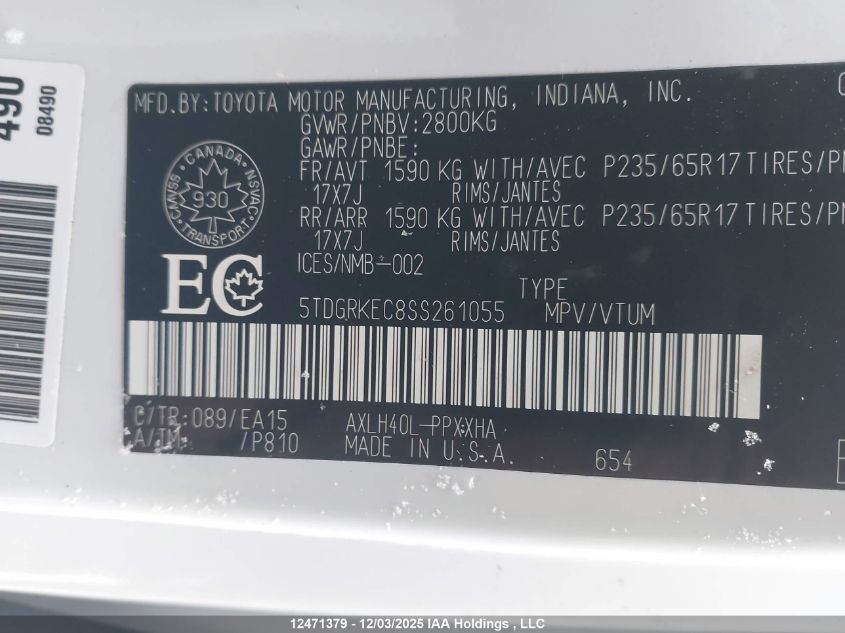 490
08490
MFD.BY:TOYOTA MOTOR MANUFACTURING, INDIANA, INC.
GVWR/PNBV:2800KG
GAWR/PNBE:
FR/AVT 1590 KG WITH/AVEC P235/65R17TIRES/
17X7J RIMS/JANTES
RR/ARR 1590 KG WITH/AVEC P235/65R17TIRES/
17X7J RIMS/JANTES
ICES/NMB-002
CANADA
CMVSS NSVAC
930
TRANSPORT
EC
TYPE
5TDGRKEC8SS261055 MPV/VTUM
C/TR:089/EA15 AXLH40L-PPXXHA
A/TM /P810 MADE IN U.S.A. 654
12471379 - 12/03/2025 IAA Holdings , LLC